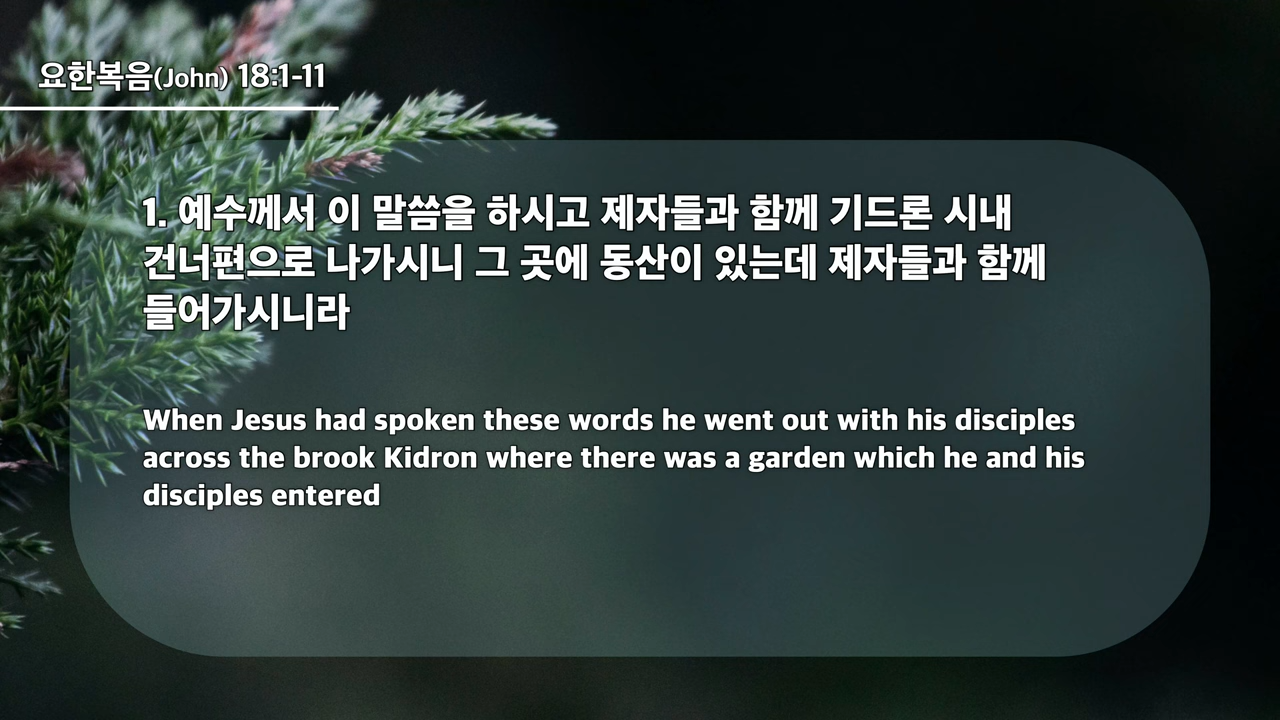 요한복음(John) 18:1-11
1. 예수께서 이 말씀을 하시고 제자들과 함께 기드론 시내
건너편으로 나가시니 그 곳에 동산이 있는데 제자들과 함께
들어가시니라
When Jesus had spoken these words he went out with his disciples
across the brook Kidron where there was a garden which he and his
disciples entered